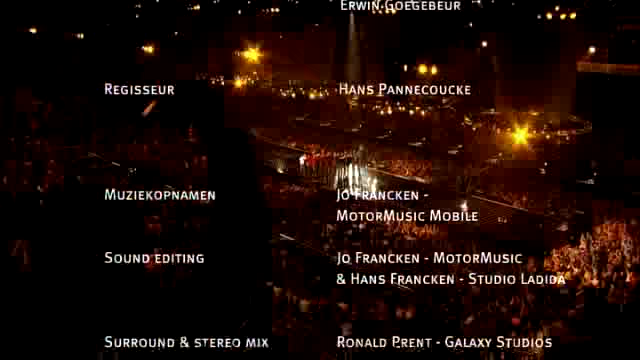 Erwin Goegebeur
Regisseur Hans Pannecoucke
Muziekopnamen Jo Francken -
MotorMusic Mobile
Sound editing Jo Francken - MotorMusic
& Hans Francken - Studio Ladida
Surround & stereo mix Ronald Prent - Galaxy Studios